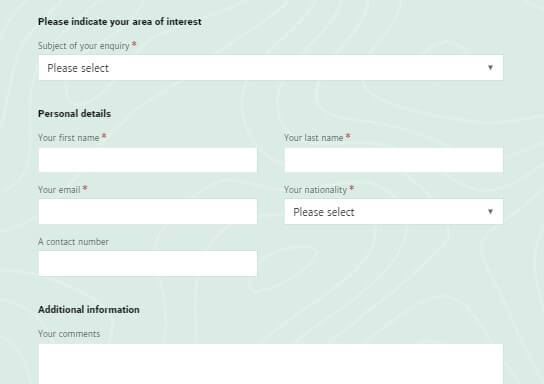 Please indicate your area of interest
Subject of your enquiry *
Please select
Personal details
Your first name *
Your last name *
Your email *
Your nationality *
Please select
A contact number
Additional information
Your comments